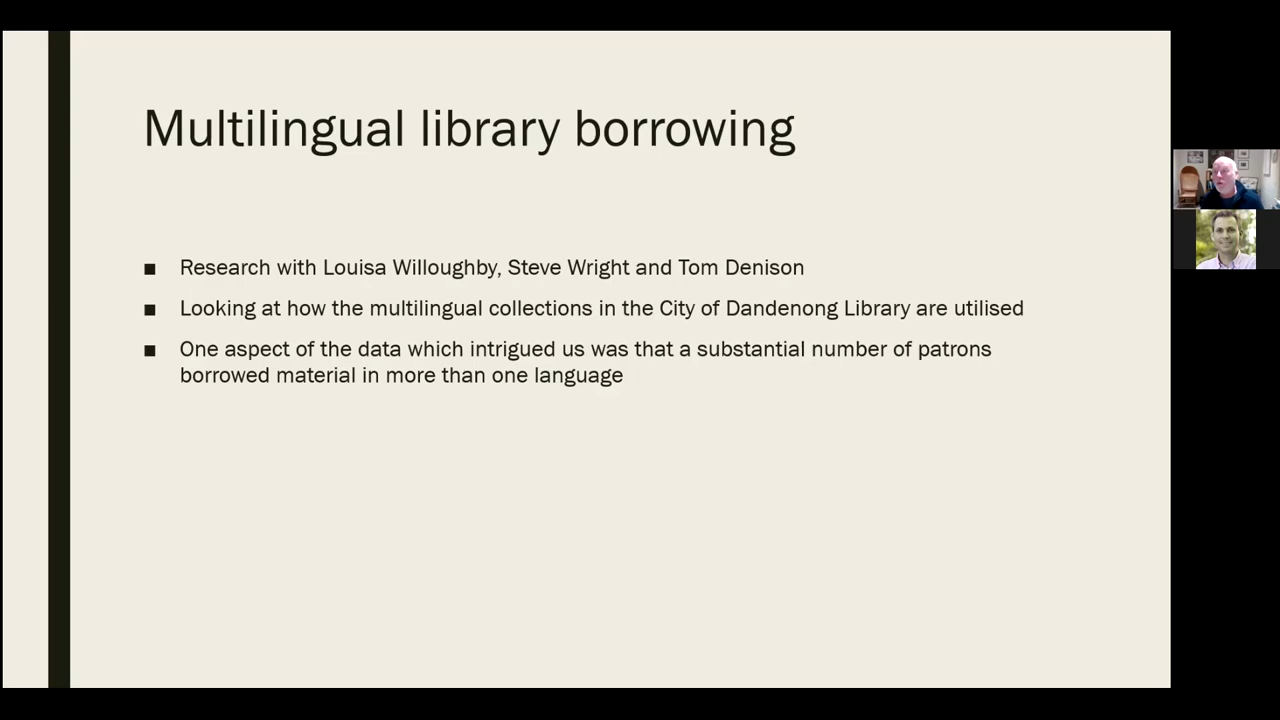 Multilingual library borrowing
■ Research with Louisa Willoughby, Steve Wright and Tom Denison
■ Looking at how the multilingual collections in the City of Dandenong Library are utilised
■ One aspect of the data which intrigued us was that a substantial number of patrons
borrowed material in more than one language